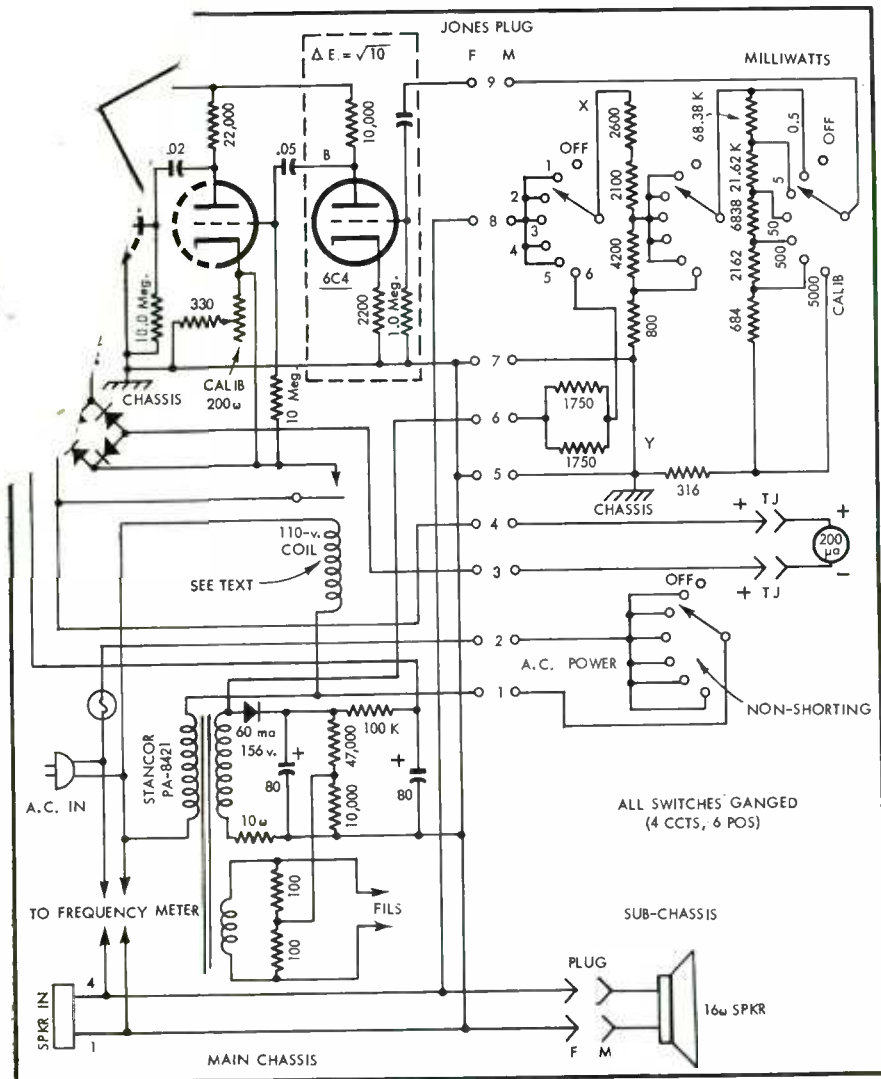 JONES PLUG
Δ E. = √10
F M
MILLIWATTS
9
X
22,000
10,000
2600
68.38 K
0.5
OFF
.02
.05
B
OFF
1
2
3
4
5
6
2100
21.62 K
5
8
4200
6838
50
6C4
2162
500
10.0 Meg.
330
2200
1.0 Meg.
800
684
5000
CALIB
7
CHASSIS
CALIB
200ω
10 Meg.
1750
6
1750
Y
5
316
CHASSIS
110-v.
COIL
4
+ TJ
+
200
μa
SEE TEXT
3
+ TJ
−
OFF
2
A.C. POWER
1
NON-SHORTING
STANCOR
PA-8421
60 ma
156 v.
100 K
+
80
47,000
+
80
A.C. IN
10ω
10,000
ALL SWITCHES GANGED
(4 CCTS, 6 POS)
100
TO FREQUENCY METER
FILS
SUB-CHASSIS
100
PLUG
4
SPKR IN
16ω SPKR
1
F M
MAIN CHASSIS